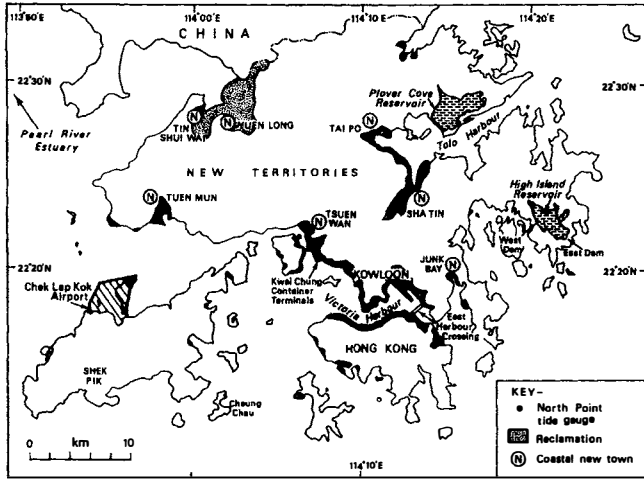 113°50'
114°00'
114°10'
114°20'
CHINA
22°30'N
22°30'N
Plover Cove
Reservoir
Pearl River
Estuary
TIN
SHUI WAI
N
N
YUEN LONG
N
TAI PO
Tolo Harbour
NEW TERRITORIES
High Island
Reservoir
N
TUEN MUN
N
TSUEN
WAN
N
SHA TIN
West
Dam
East Dam
22°20'
22°20'N
JUNK
BAY
N
Chek Lap Kok
Airport
Kwai Chung
Container
Terminals
KOWLOON
Victoria Harbour
East
Harbour
Crossing
HONG KONG
SHEK
PIK
Cheung
Chau
0 km 10
114°10'E
KEY-
North Point
tide gauge
Reclamation
N Coastal new town